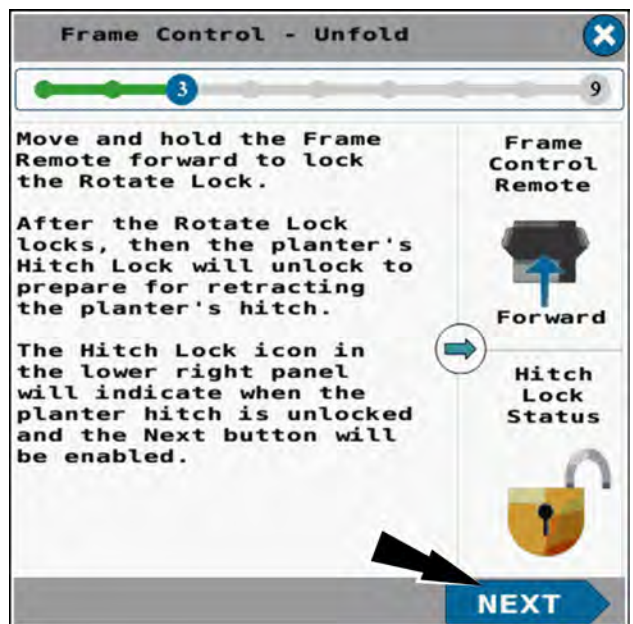 Frame Control - Unfold
3
9
Move and hold the Frame
Remote forward to lock
the Rotate Lock.
After the Rotate Lock
locks, then the planter's
Hitch Lock will unlock to
prepare for retracting
the planter's hitch.
The Hitch Lock icon in
the lower right panel
will indicate when the
planter hitch is unlocked
and the Next button will
be enabled.
Frame
Control
Remote
Forward
Hitch
Lock
Status
NEXT